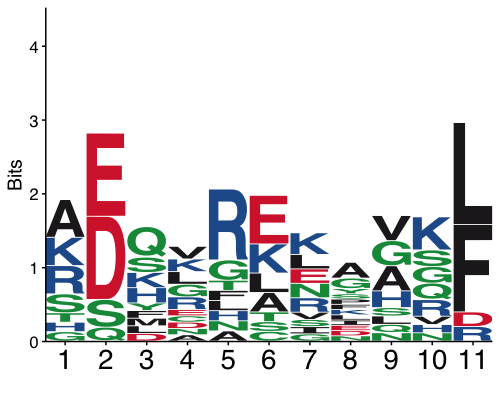 Bits
4
3
2
1
0
A K R S T H G
E D S Q
Q S K H Y F M D
V K L G R E D A
R G T H N A
E K L A T S C
K L E N R V
A G
V G A H S L Q N
K S G Q R V H N
L F D R
1 2 3 4 5 6 7 8 9 10 11